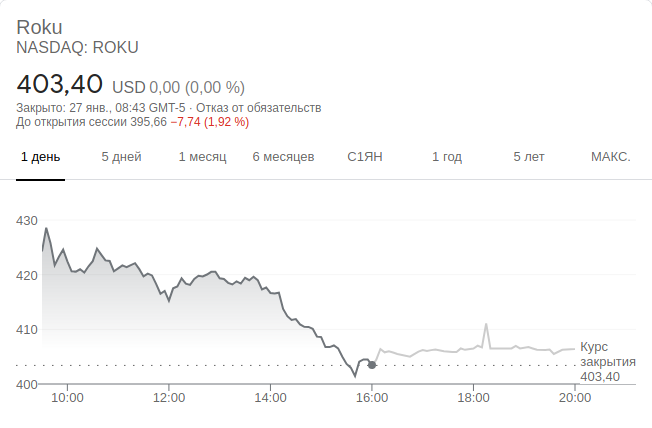 Roku
NASDAQ: ROKU
403,40 USD 0,00 (0,00 %)
Закрыто: 27 янв., 08:43 GMT-5 · Отказ от обязательств
До открытия сессии 395,66 −7,74 (1,92 %)
1 день 5 дней 1 месяц 6 месяцев С1ЯН 1 год 5 лет МАКС.
430
420
410
400
Курс
закрытия
403,40
10:00 12:00 14:00 16:00 18:00 20:00